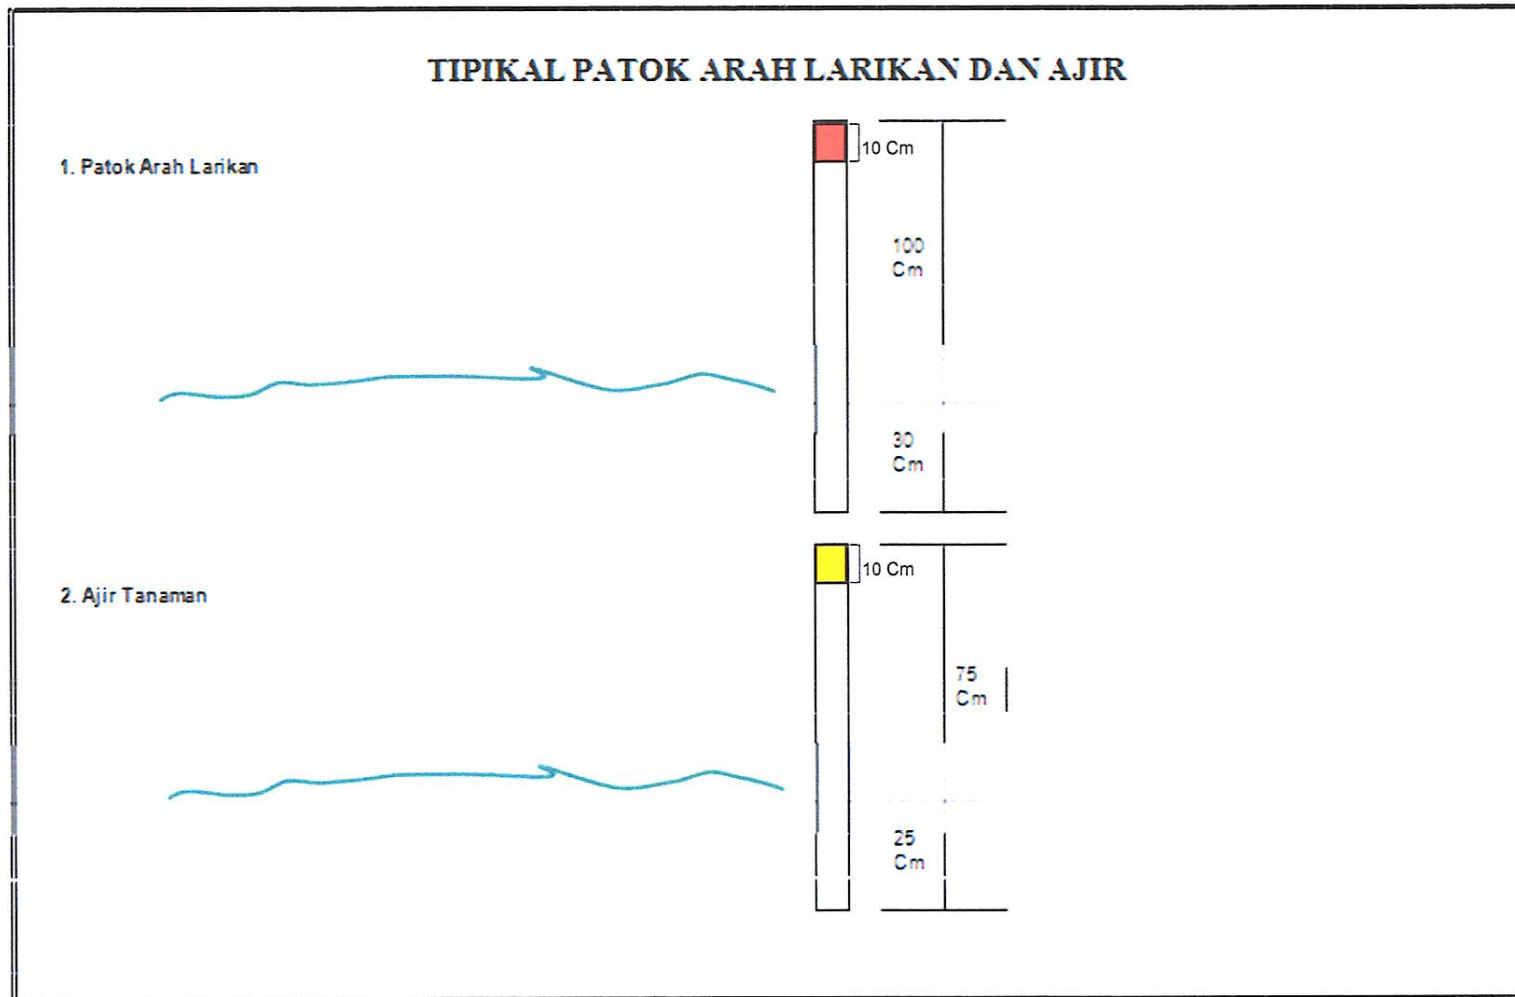 TIPIKAL PATOK ARAH LARIKAN DAN AJIR
1. Patok Arah Larikan
10 Cm
100
Cm
30
Cm
2. Ajir Tanaman
10 Cm
75
Cm
25
Cm